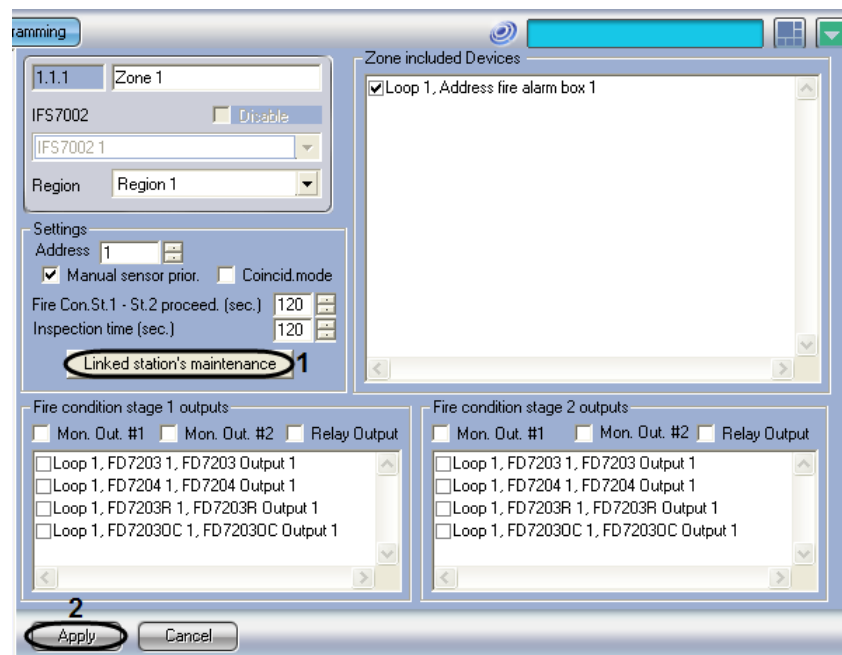 ramming
1.1.1 Zone 1
IFS7002 Disable
IFS7002 1
Region Region 1
Settings
Address 1
Manual sensor prior. Coincid.mode
Fire Con.St.1 - St.2 proceed. (sec.) 120
Inspection time (sec.) 120
Linked station's maintenance 1
Zone included Devices
Loop 1, Address fire alarm box 1
Fire condition stage 1 outputs
Mon. Out. #1 Mon. Out. #2 Relay Output
Loop 1, FD7203 1, FD7203 Output 1
Loop 1, FD7204 1, FD7204 Output 1
Loop 1, FD7203R 1, FD7203R Output 1
Loop 1, FD7203OC 1, FD7203OC Output 1
Fire condition stage 2 outputs
Mon. Out. #1 Mon. Out. #2 Relay Output
Loop 1, FD7203 1, FD7203 Output 1
Loop 1, FD7204 1, FD7204 Output 1
Loop 1, FD7203R 1, FD7203R Output 1
Loop 1, FD7203OC 1, FD7203OC Output 1
2
Apply Cancel